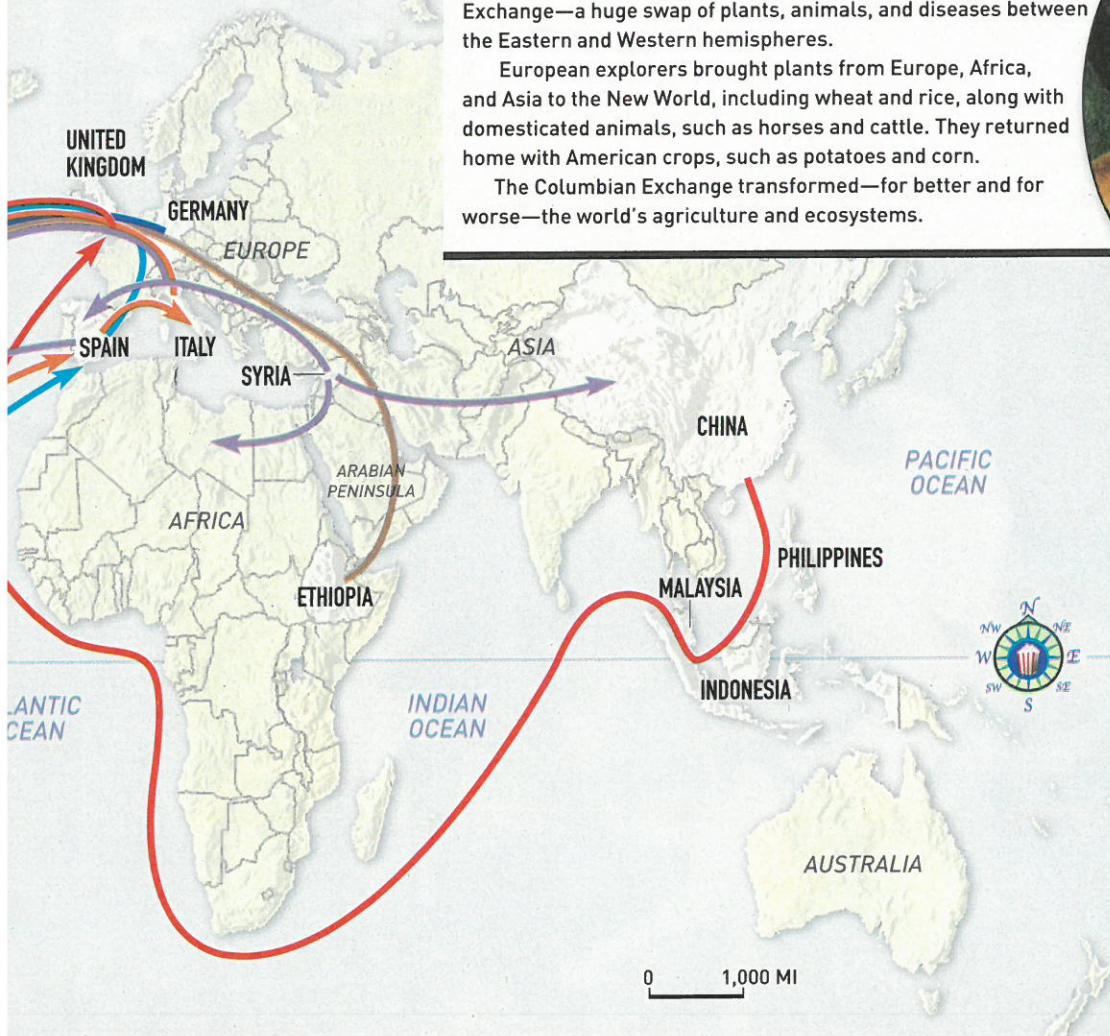 Exchange—a huge swap of plants, animals, and diseases between
the Eastern and Western hemispheres.
European explorers brought plants from Europe, Africa,
and Asia to the New World, including wheat and rice, along with
domesticated animals, such as horses and cattle. They returned
home with American crops, such as potatoes and corn.
The Columbian Exchange transformed—for better and for
worse—the world's agriculture and ecosystems.
UNITED
KINGDOM
GERMANY
EUROPE
SPAIN
ITALY
SYRIA
ASIA
CHINA
ARABIAN
PENINSULA
PACIFIC
OCEAN
AFRICA
ETHIOPIA
MALAYSIA
PHILIPPINES
INDONESIA
N
NW
NE
W
E
SW
SE
S
LANTIC
CEAN
INDIAN
OCEAN
AUSTRALIA
0 1,000 MI